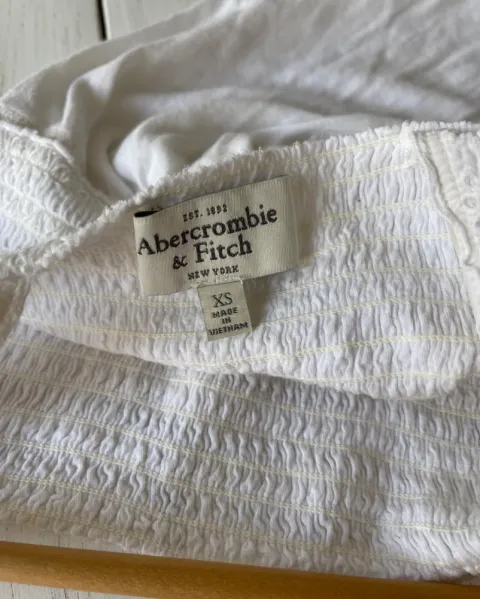 EST. 1892
Abercrombie
& Fitch
NEW YORK
XS
MADE
IN
VIETNAM